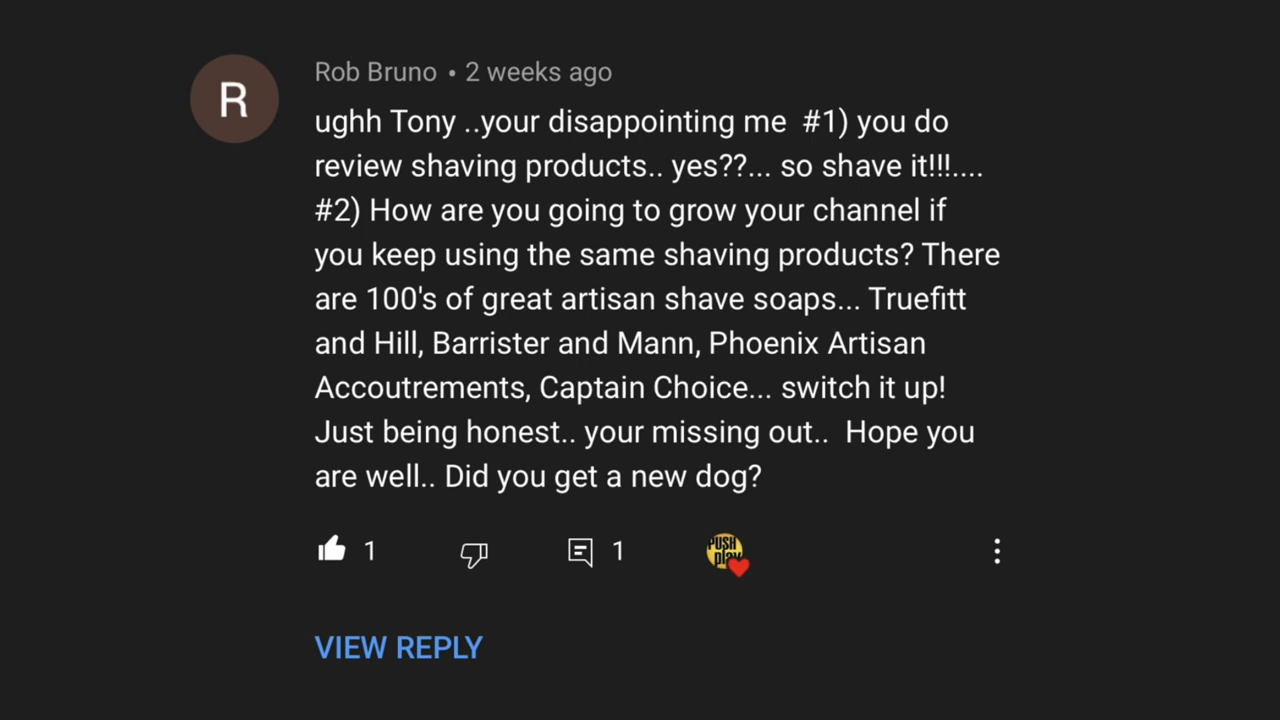 R
Rob Bruno • 2 weeks ago
ughh Tony ..your disappointing me  #1) you do
review shaving products.. yes??... so shave it!!!....
#2) How are you going to grow your channel if
you keep using the same shaving products? There
are 100's of great artisan shave soaps... Truefitt
and Hill, Barrister and Mann, Phoenix Artisan
Accoutrements, Captain Choice... switch it up!
Just being honest.. your missing out..  Hope you
are well.. Did you get a new dog?
1
1
PUSH
play
VIEW REPLY